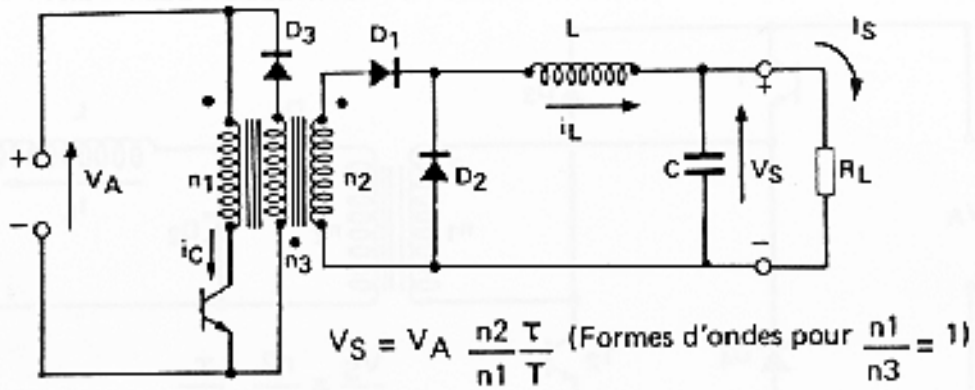 D3
D1
L
IS
+
VA
−
n1
n3
n2
iC
D2
iL
C
+
VS
−
RL
VS = VA n2/n1 τ/T (Formes d'ondes pour n1/n3 = 1)